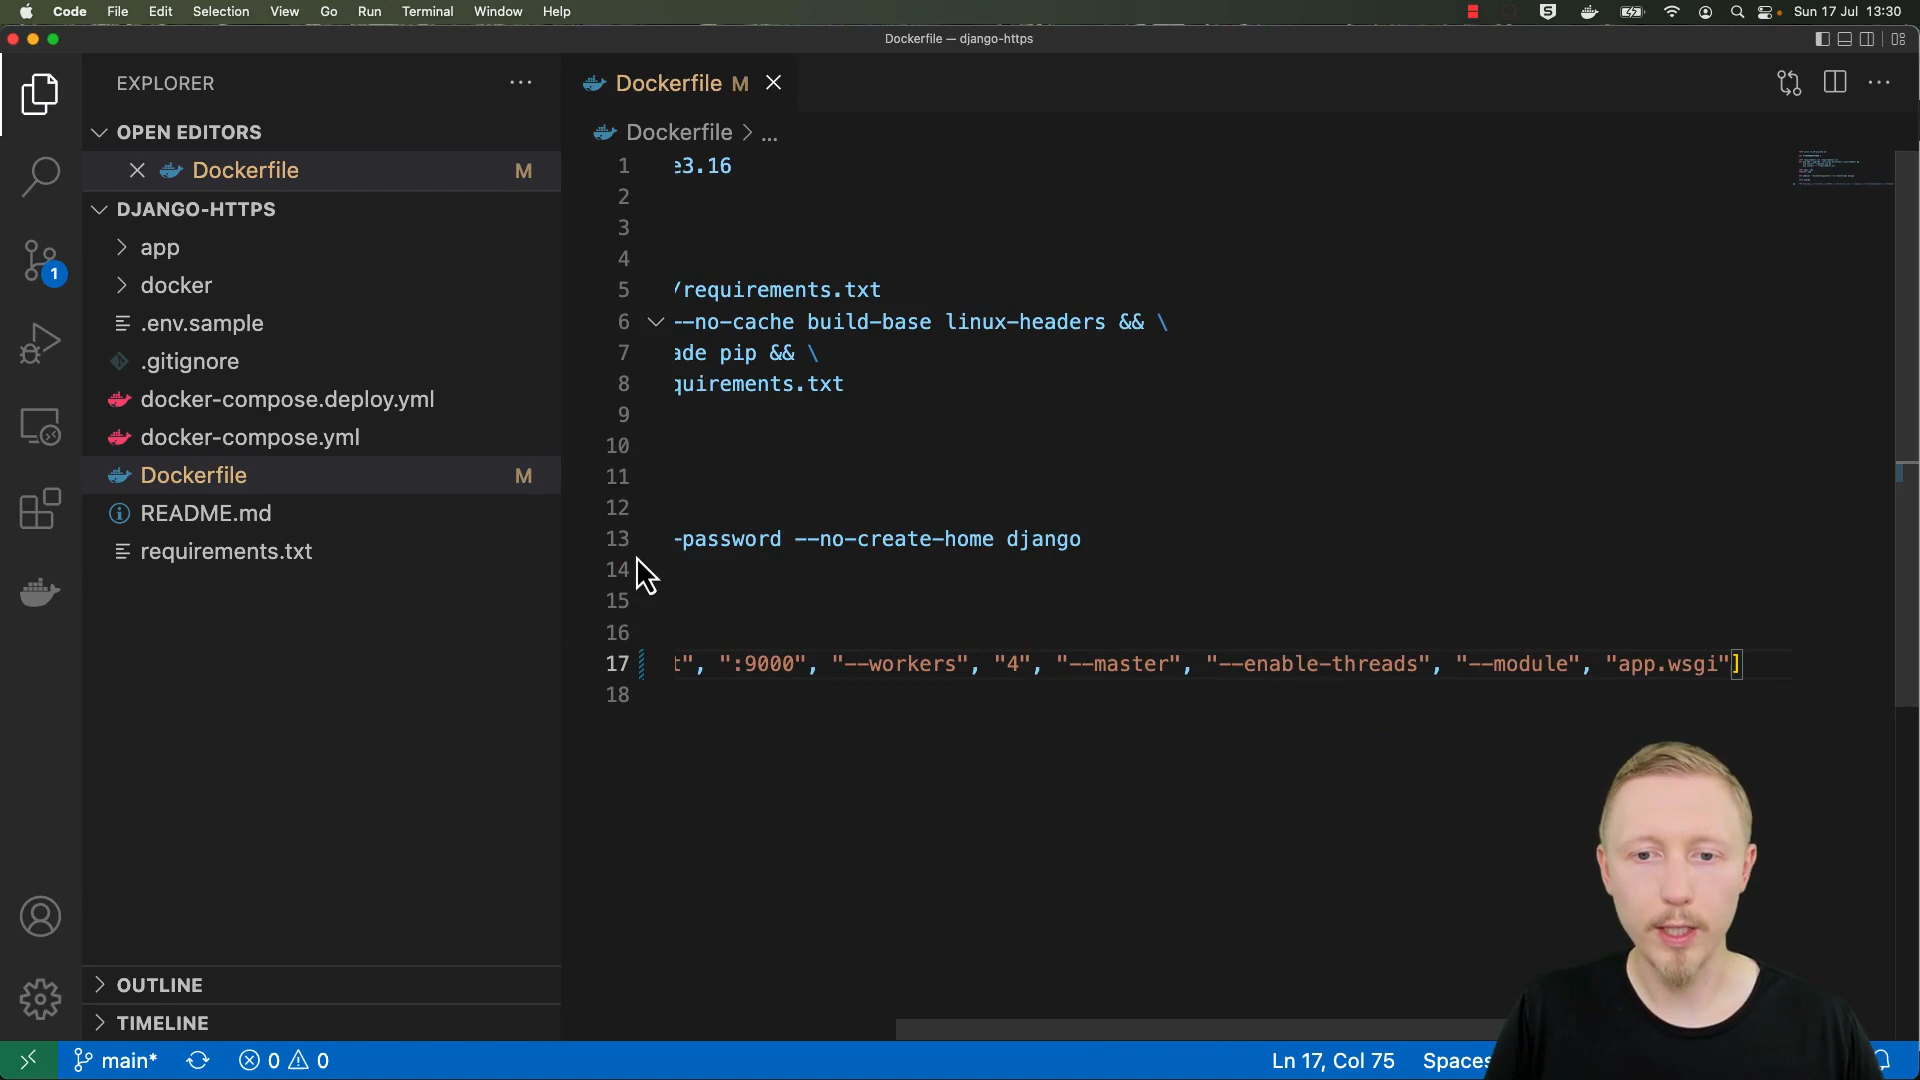 Code File Edit Selection View Go Run Terminal Window Help Sun 17 Jul 13:30
Dockerfile — django-https
EXPLORER
OPEN EDITORS
Dockerfile M
DJANGO-HTTPS
app
docker
.env.sample
.gitignore
docker-compose.deploy.yml
docker-compose.yml
Dockerfile M
README.md
requirements.txt
OUTLINE
TIMELINE
1
Dockerfile M
Dockerfile > ...
1 e3.16
2
3
4
5 /requirements.txt
6 --no-cache build-base linux-headers && \
7 ade pip && \
8 quirements.txt
9
10
11
12
13 -password --no-create-home django
14
15
16
17 t", ":9000", "--workers", "4", "--master", "--enable-threads", "--module", "app.wsgi"]
18
main* 0 0 Ln 17, Col 75 Spaces